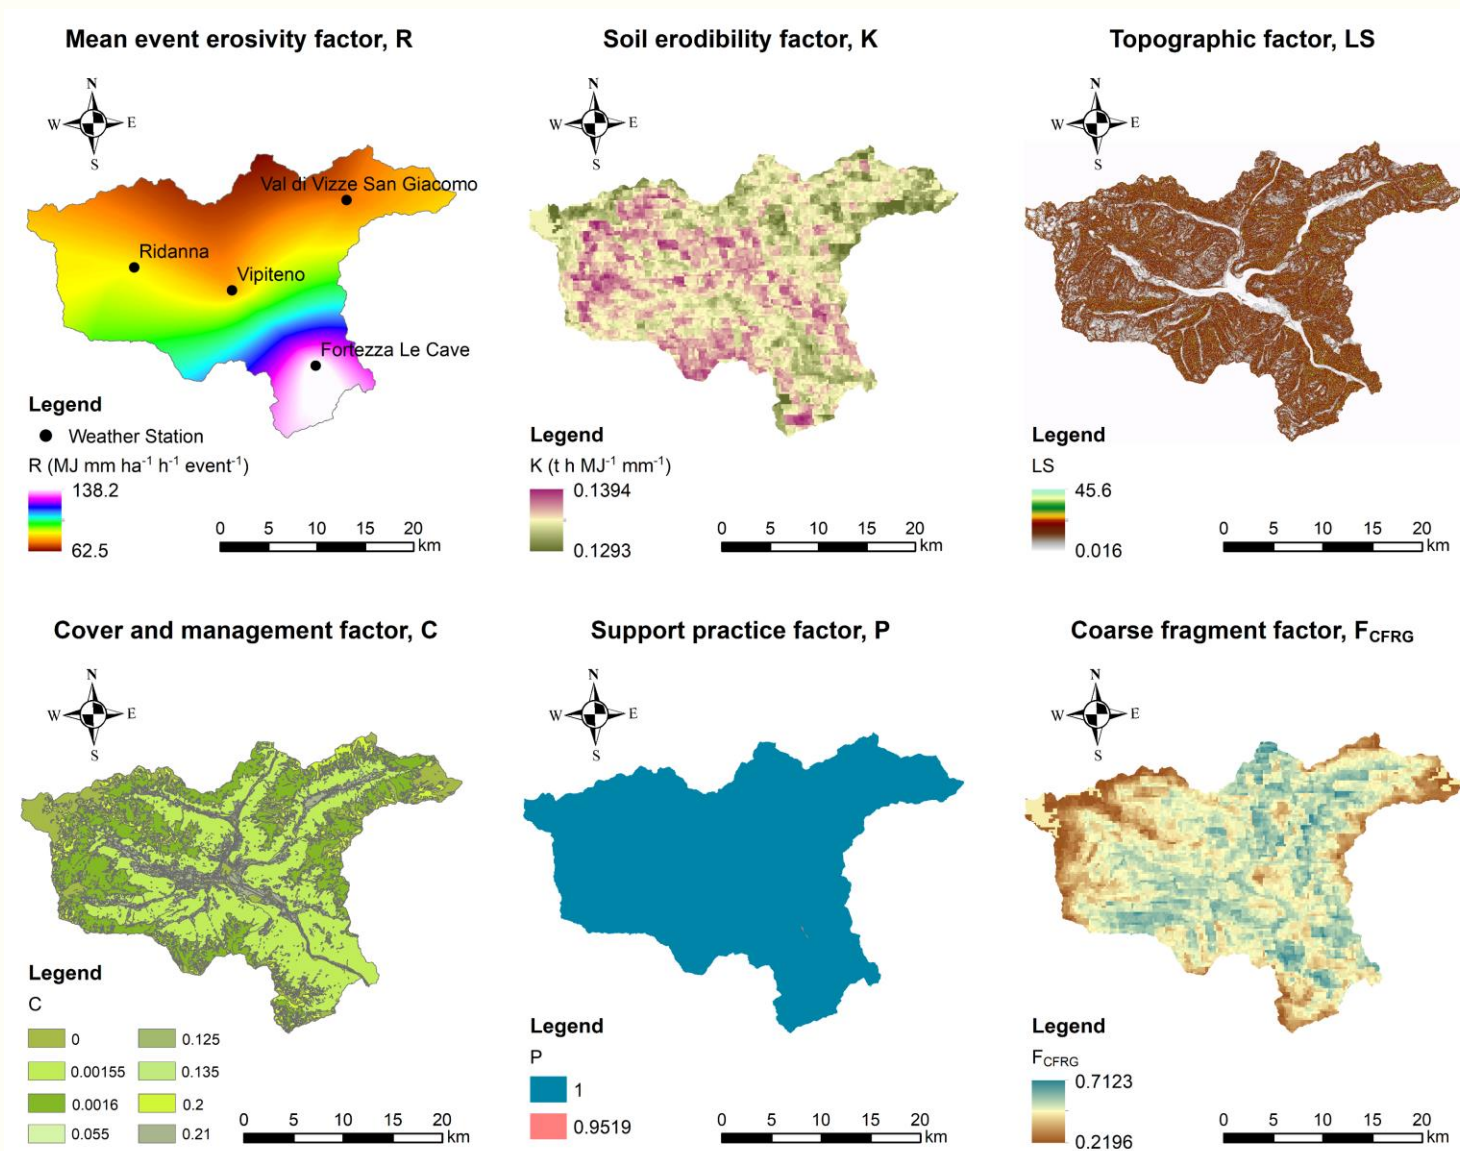 Mean event erosivity factor, R
N
W E
S
Val di Vizze San Giacomo
Ridanna
Vipiteno
Fortezza Le Cave
Legend
Weather Station
R (MJ mm ha⁻¹ h⁻¹ event⁻¹)
138.2
62.5
0 5 10 15 20
km
Soil erodibility factor, K
N
W E
S
Legend
K (t h MJ⁻¹ mm⁻¹)
0.1394
0.1293
0 5 10 15 20
km
Topographic factor, LS
N
W E
S
Legend
LS
45.6
0.016
0 5 10 15 20
km
Cover and management factor, C
N
W E
S
Legend
C
0 0.125
0.00155 0.135
0.0016 0.2
0.055 0.21
0 5 10 15 20
km
Support practice factor, P
N
W E
S
Legend
P
1
0.9519
0 5 10 15 20
km
Coarse fragment factor, F_CFRG
N
W E
S
Legend
F_CFRG
0.7123
0.2196
0 5 10 15 20
km